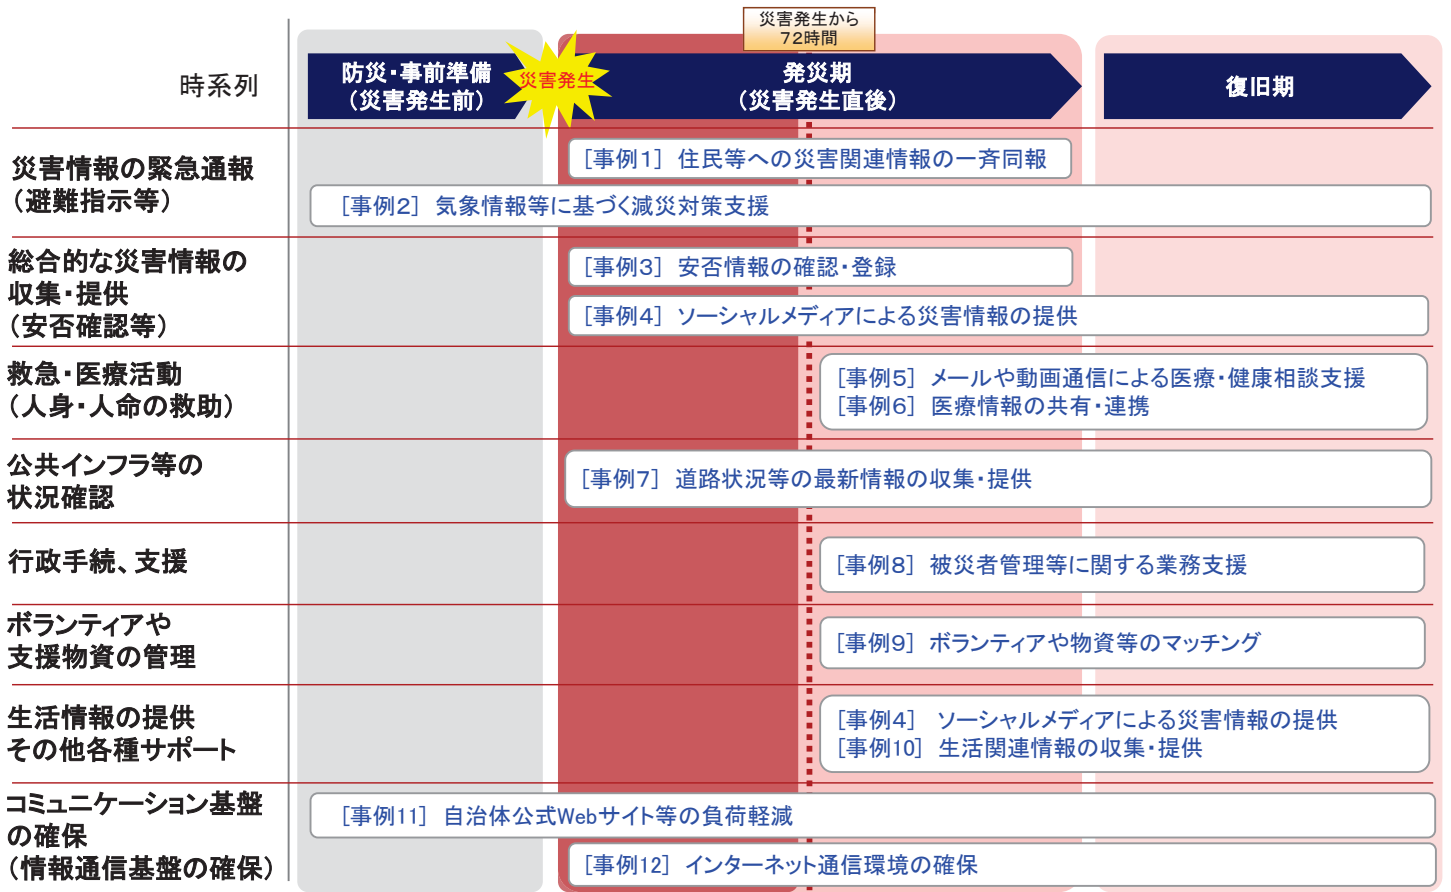 災害発生から
72時間
時系列
防災・事前準備
（災害発生前）
災害発生
発災期
（災害発生直後）
復旧期
災害情報の緊急通報
（避難指示等）
［事例１］ 住民等への災害関連情報の一斉同報
［事例２］ 気象情報等に基づく減災対策支援
総合的な災害情報の
収集・提供
（安否確認等）
［事例３］ 安否情報の確認・登録
［事例４］ ソーシャルメディアによる災害情報の提供
救急・医療活動
（人身・人命の救助）
［事例５］ メールや動画通信による医療・健康相談支援
［事例６］ 医療情報の共有・連携
公共インフラ等の
状況確認
［事例７］ 道路状況等の最新情報の収集・提供
行政手続、支援
［事例８］ 被災者管理等に関する業務支援
ボランティアや
支援物資の管理
［事例９］ ボランティアや物資等のマッチング
生活情報の提供
その他各種サポート
［事例４］ ソーシャルメディアによる災害情報の提供
［事例10］ 生活関連情報の収集・提供
コミュニケーション基盤
の確保
（情報通信基盤の確保）
［事例11］ 自治体公式Webサイト等の負荷軽減
［事例12］ インターネット通信環境の確保